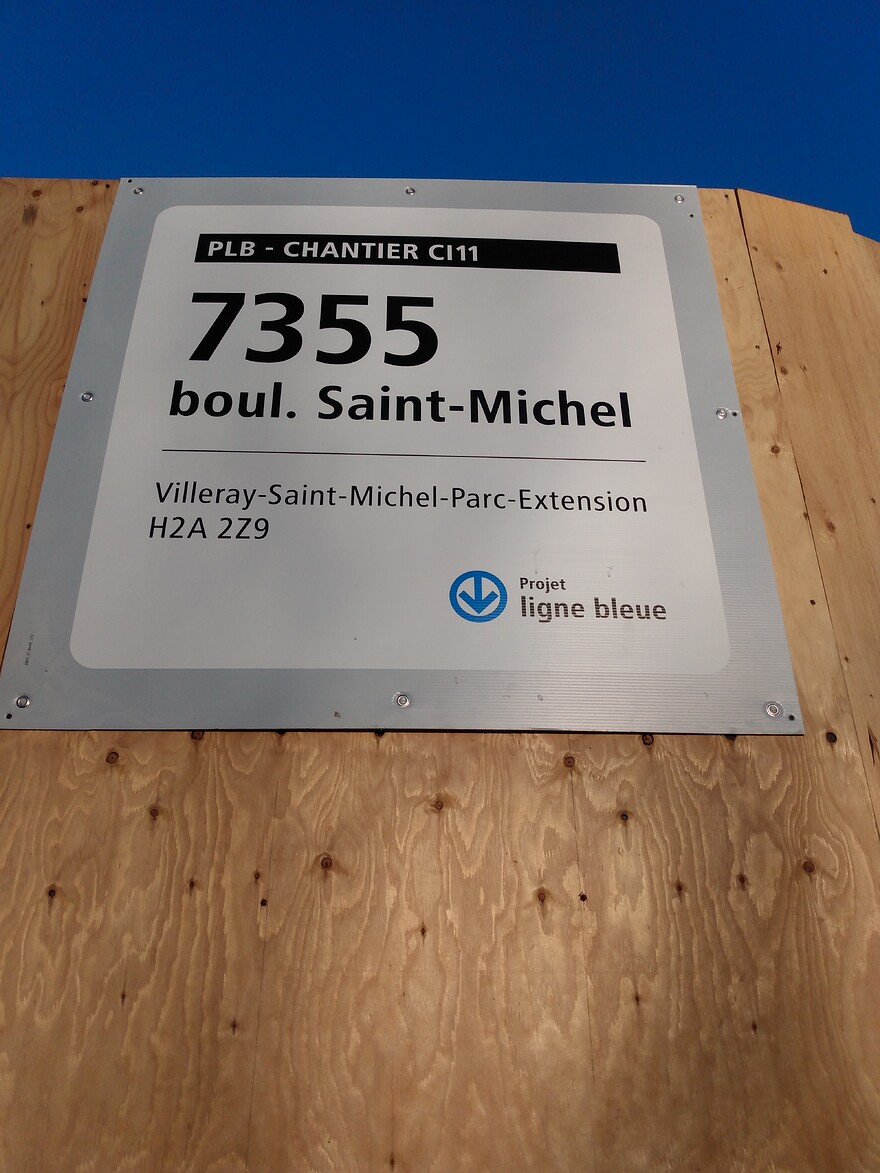 PLB - CHANTIER CI11
7355
boul. Saint-Michel
Villeray-Saint-Michel-Parc-Extension
H2A 2Z9
Projet
ligne bleue